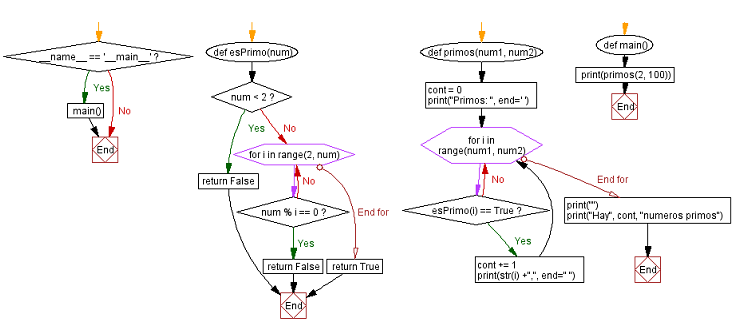 __name__ == '__main__' ?
Yes
No
main()
End
def esPrimo(num)
num < 2 ?
Yes
No
for i in range(2, num)
return False
No
num % i == 0 ?
End for
Yes
return False
return True
End
def primos(num1, num2)
cont = 0
print("Primos: ", end=' ')
for i in
range(num1, num2)
No
End for
esPrimo(i) == True ?
Yes
cont += 1
print(str(i) +",", end=" ")
print("")
print("Hay", cont, "numeros primos")
End
def main()
print(primos(2, 100))
End